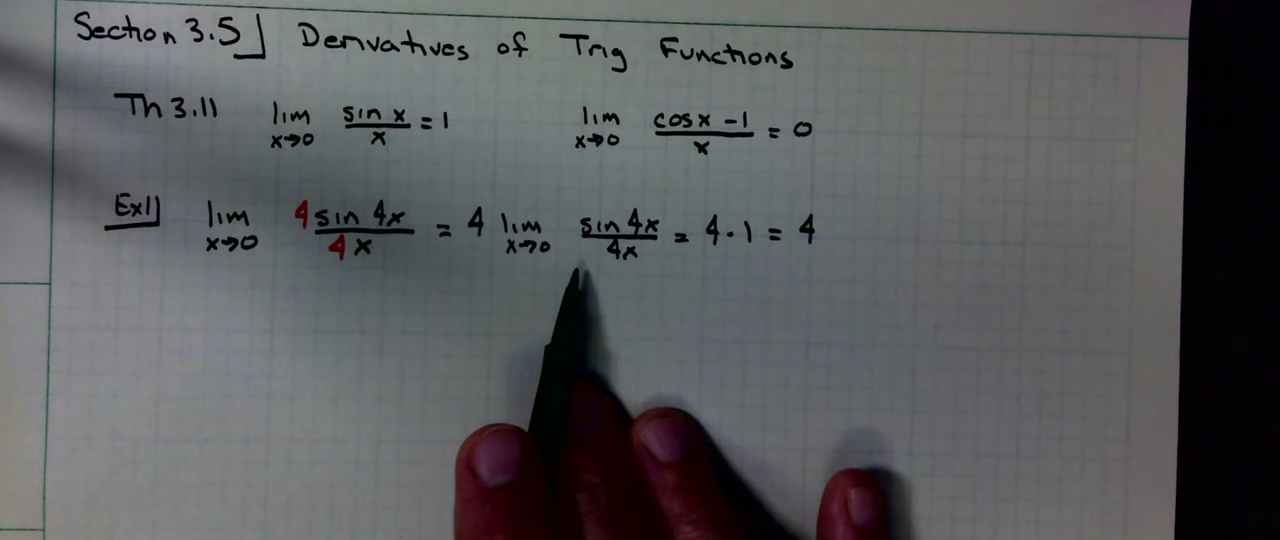 Section 3.5] Derivatives of Trig Functions
Th 3.11 lim x→0 sin x / x = 1 lim x→0 cos x - 1 / x = 0
Ex1] lim x→0 4 sin 4x / 4x = 4 lim x→0 sin 4x / 4x = 4 · 1 = 4